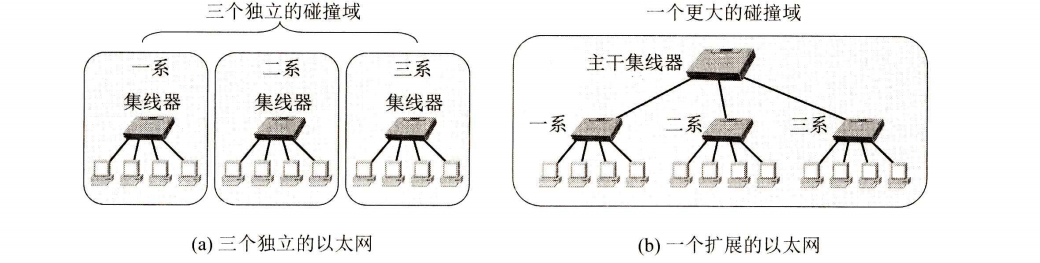 三个独立的碰撞域
一系
集线器
二系
集线器
三系
集线器
(a) 三个独立的以太网
一个更大的碰撞域
主干集线器
一系
二系
三系
(b) 一个扩展的以太网